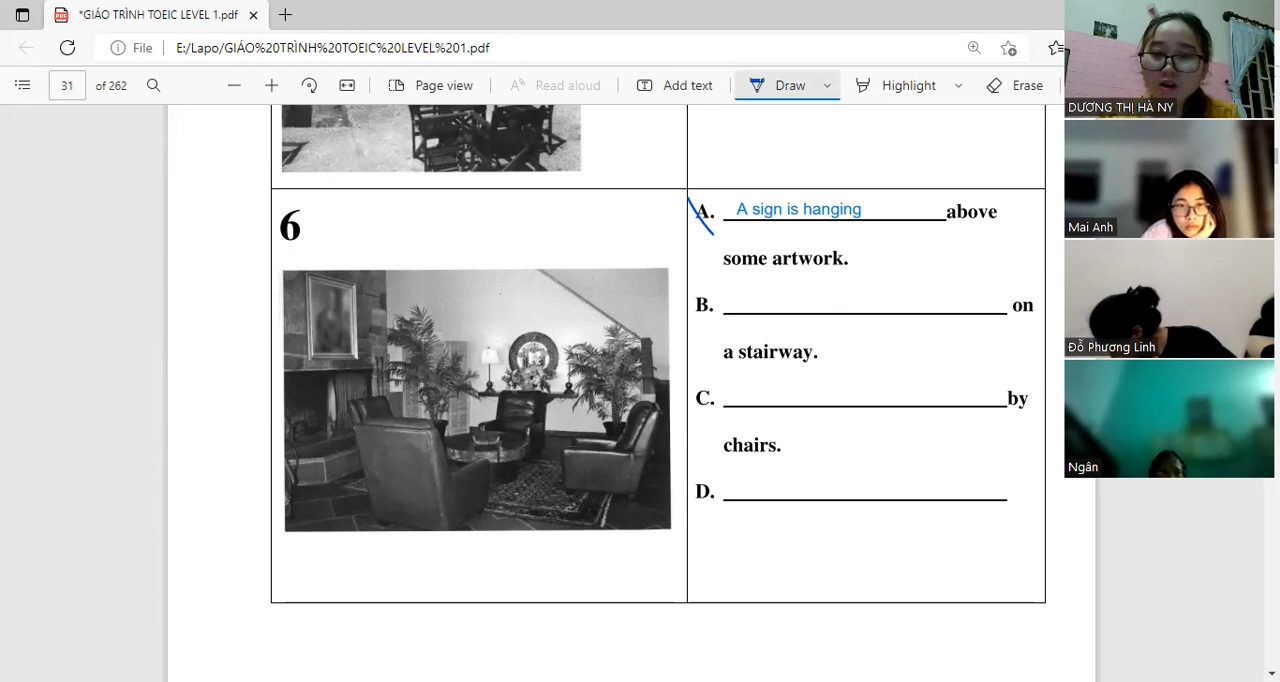 *GIÁO TRÌNH TOEIC LEVEL 1.pdf
File
E:/Lapo/GIÁO%20TRÌNH%20TOEIC%20LEVEL%201.pdf
31 of 262
Page view
Read aloud
Add text
Draw
Highlight
Erase
6
A. A sign is hanging above
some artwork.
B. on
a stairway.
C. by
chairs.
D.
DƯƠNG THỊ HÀ NY
Mai Anh
Đỗ Phương Linh
Ngân